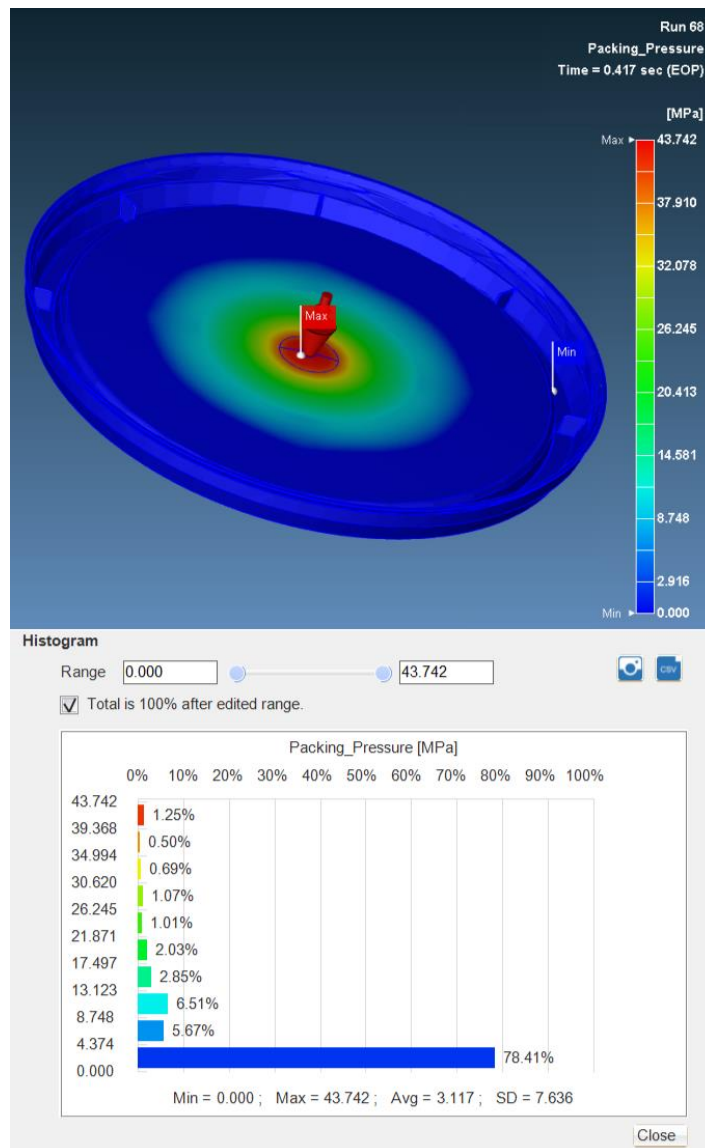 Run 68
Packing_Pressure
Time = 0.417 sec (EOP)
[MPa]
Max 43.742
37.910
32.078
26.245
20.413
14.581
8.748
2.916
Min 0.000
Max
Min
Histogram
Range 0.000 43.742
CSV
Total is 100% after edited range.
Packing_Pressure [MPa]
0% 10% 20% 30% 40% 50% 60% 70% 80% 90% 100%
43.742
1.25%
39.368
0.50%
34.994
0.69%
30.620
1.07%
26.245
1.01%
21.871
2.03%
17.497
2.85%
13.123
6.51%
8.748
5.67%
4.374
78.41%
0.000
Min = 0.000 ; Max = 43.742 ; Avg = 3.117 ; SD = 7.636
Close